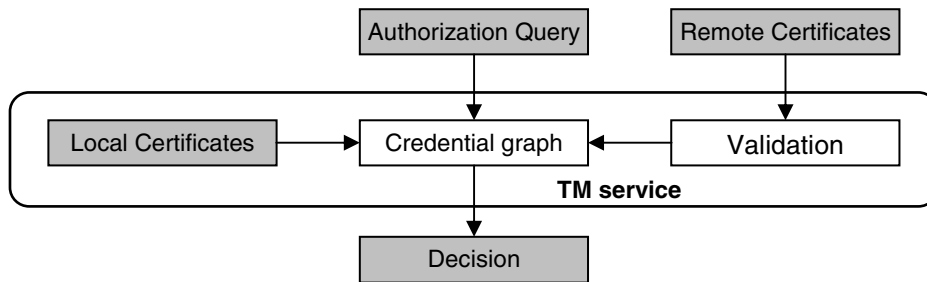 Authorization Query
Remote Certificates
Local Certificates
Credential graph
Validation
TM service
Decision